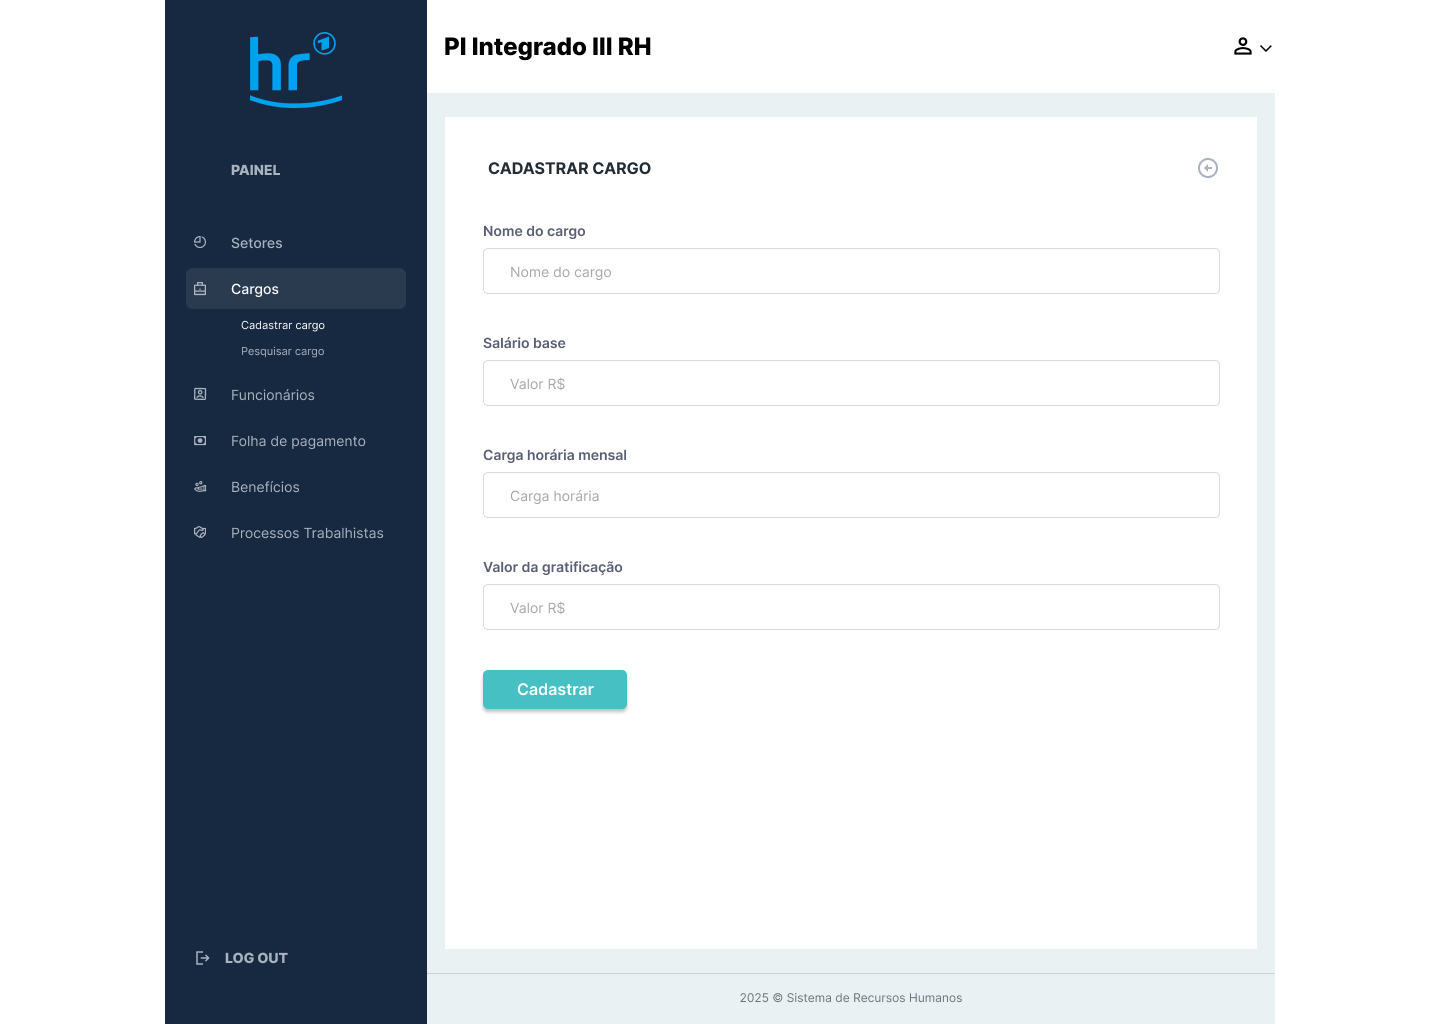 hr
PI Integrado III RH
PAINEL
Setores
Cargos
Cadastrar cargo
Pesquisar cargo
Funcionários
Folha de pagamento
Benefícios
Processos Trabalhistas
LOG OUT
CADASTRAR CARGO
Nome do cargo
Nome do cargo
Salário base
Valor R$
Carga horária mensal
Carga horária
Valor da gratificação
Valor R$
Cadastrar
2025 © Sistema de Recursos Humanos